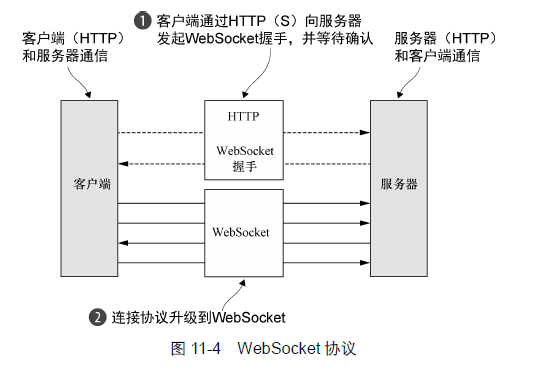 ❶ 客户端通过HTTP（S）向服务器
发起WebSocket握手，并等待确认
客户端（HTTP）
和服务器通信
服务器（HTTP）
和客户端通信
HTTP
WebSocket
握手
客户端
服务器
WebSocket
❷ 连接协议升级到WebSocket
图 11-4 WebSocket 协议